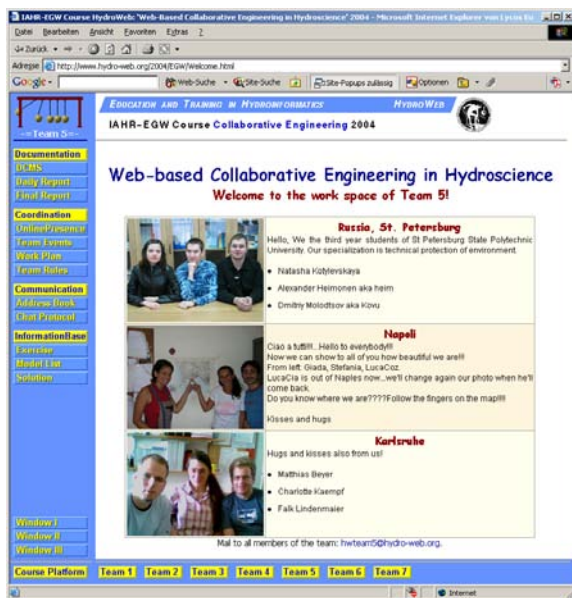 IAHR-EGW Course HydroWeb: 'Web-Based Collaborative Engineering in Hydroscience' 2004 - Microsoft Internet Explorer von Lycos Eu
Datei Bearbeiten Ansicht Favoriten Extras ?
Zurück
Adresse http://www.hydro-web.org/2004/EGW/Welcome.html
Google Web-Suche Site-Suche Site-Popups zulässig Optionen
EDUCATION AND TRAINING IN HYDROINFORMATICS HYDROWEB
IAHR-EGW Course Collaborative Engineering 2004
-=Team 5=-
Documentation
DCMS
Daily Report
Final Report
Coordination
OnlinePresence
Team Events
Work Plan
Team Rules
Communication
Address Book
Chat Protocol
InformationBase
Exercise
Model List
Solution
Window I
Window II
Window III
Web-based Collaborative Engineering in Hydroscience
Welcome to the work space of Team 5!
Russia, St. Petersburg
Hello, We the third year students of St Petersburg State Polytechnic
University. Our specialization is technical protection of environment.
• Natasha Kotylevskaya
• Alexander Heimonen aka heim
• Dmitriy Molodtsov aka Kovu
Napoli
Ciao a tutti!!!...Hello to everybody!!!
Now we can show to all of you how beautiful we are!!!
From left: Giada, Stefania, LucaCoz.
LucaCia is out of Naples now...we'll change again our photo when he'll
come back.
Do you know where we are????Follow the fingers on the map!!!!
Kisses and hugs
Karlsruhe
Hugs and kisses also from us!
• Matthias Beyer
• Charlotte Kaempf
• Falk Lindenmaier
Mail to all members of the team: hwteam5@hydro-web.org.
Course Platform Team 1 Team 2 Team 3 Team 4 Team 5 Team 6 Team 7
Internet